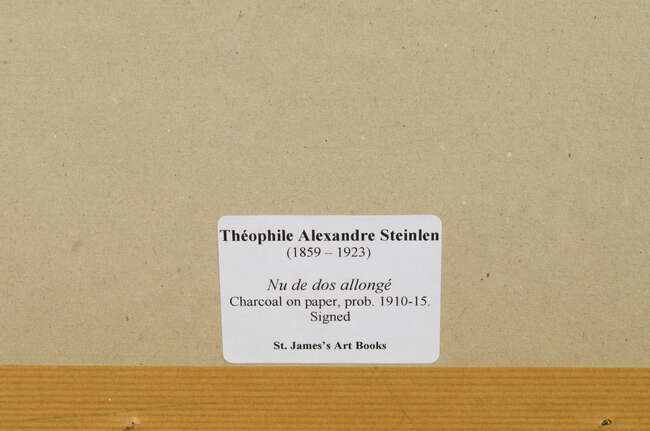 Théophile Alexandre Steinlen
(1859 – 1923)
Nu de dos allongé
Charcoal on paper, prob. 1910-15.
Signed
St. James's Art Books